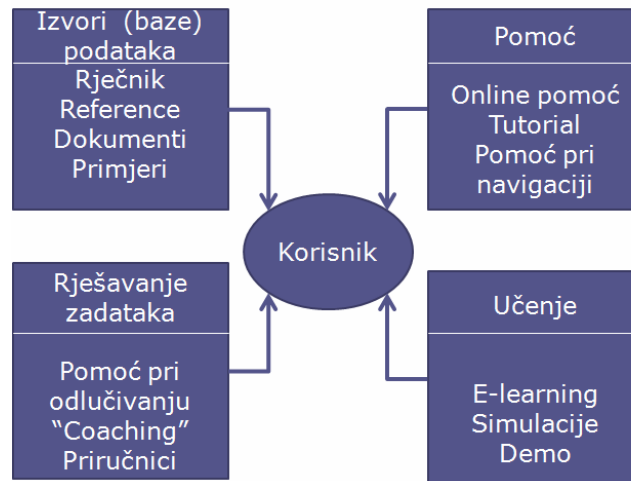 Izvori (baze)
podataka
Rječnik
Reference
Dokumenti
Primjeri
Pomoć
Online pomoć
Tutorial
Pomoć pri
navigaciji
Korisnik
Rješavanje
zadataka
Pomoć pri
odlučivanju
“Coaching”
Priručnici
Učenje
E-learning
Simulacije
Demo